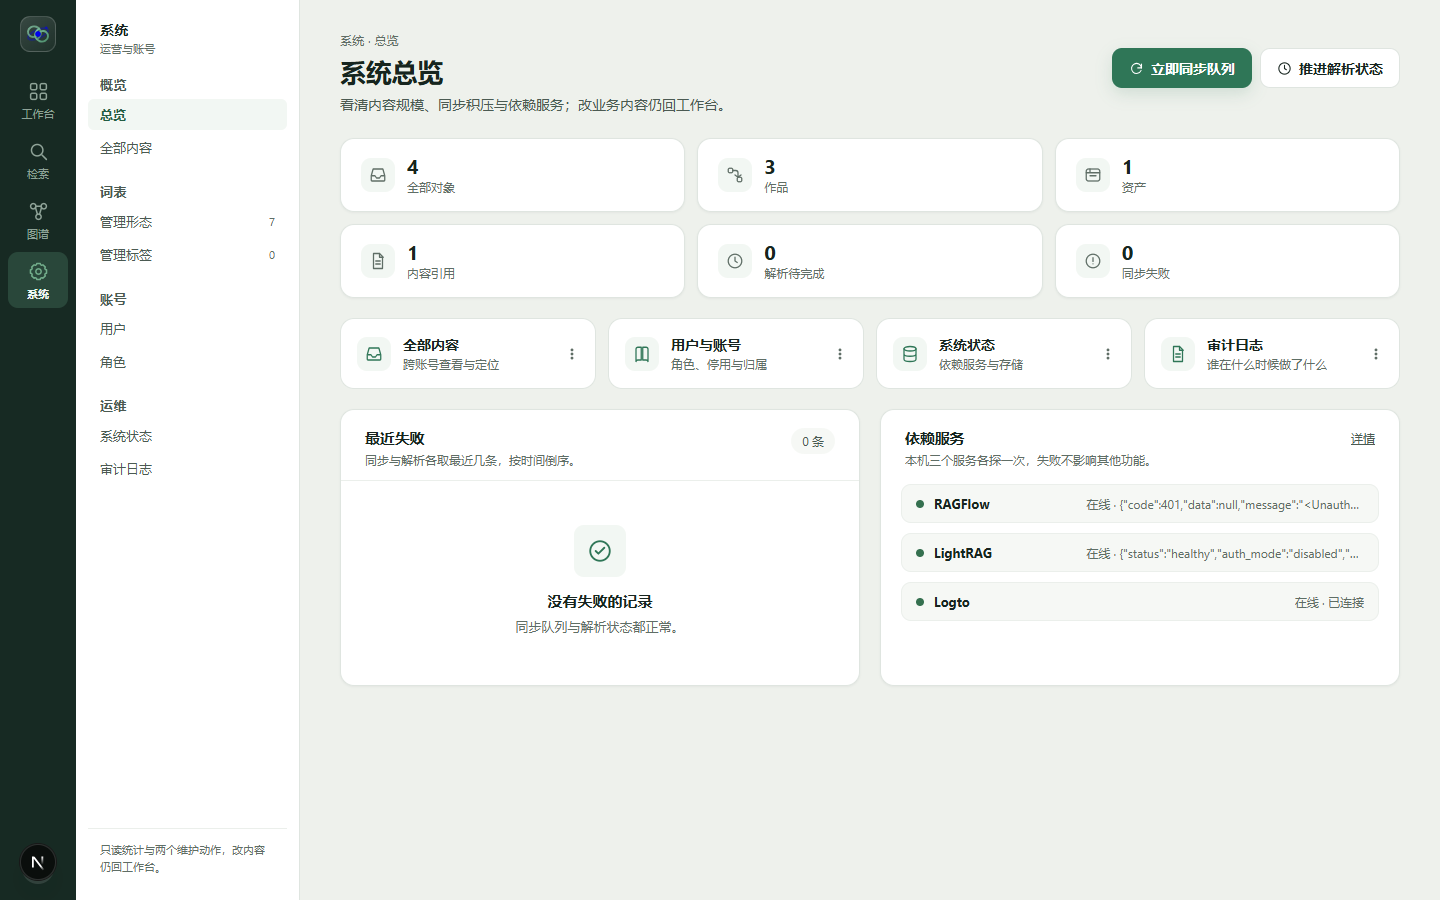 工作台
检索
图谱
系统
N
系统
运营与账号
概览
总览
全部内容
词表
管理形态 7
管理标签 0
账号
用户
角色
运维
系统状态
审计日志
只读统计与两个维护动作，改内容
仍回工作台。
系统 · 总览
系统总览
看清内容规模、同步积压与依赖服务；改业务内容仍回工作台。
立即同步队列
推进解析状态
4
全部对象
3
作品
1
资产
1
内容引用
0
解析待完成
0
同步失败
全部内容
跨账号查看与定位
用户与账号
角色、停用与归属
系统状态
依赖服务与存储
审计日志
谁在什么时候做了什么
最近失败
0 条
同步与解析各取最近几条，按时间倒序。
没有失败的记录
同步队列与解析状态都正常。
依赖服务
详情
本机三个服务各探一次，失败不影响其他功能。
RAGFlow 在线 · {"code":401,"data":null,"message":"<Unauth...
LightRAG 在线 · {"status":"healthy","auth_mode":"disabled","...
Logto 在线 · 已连接